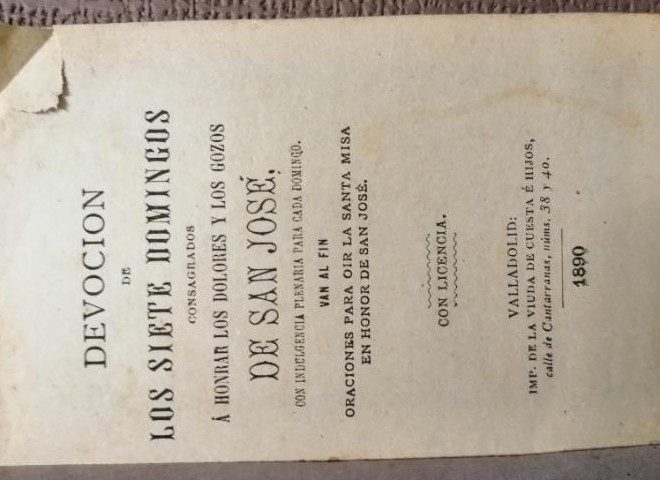 DEVOCION
DE
LOS SIETE DOMINGOS
CONSAGRADOS
Á HONRAR LOS DOLORES Y LOS GOZOS
DE SAN JOSÉ,
CON INDULGENCIA PLENARIA PARA CADA DOMINGO.
VAN AL FIN
ORACIONES PARA OIR LA SANTA MISA
EN HONOR DE SAN JOSÉ.
CON LICENCIA.
VALLADOLID:
IMP. DE LA VIUDA DE CUESTA É HIJOS,
calle de Cantarranas, núms. 38 y 40.
1890